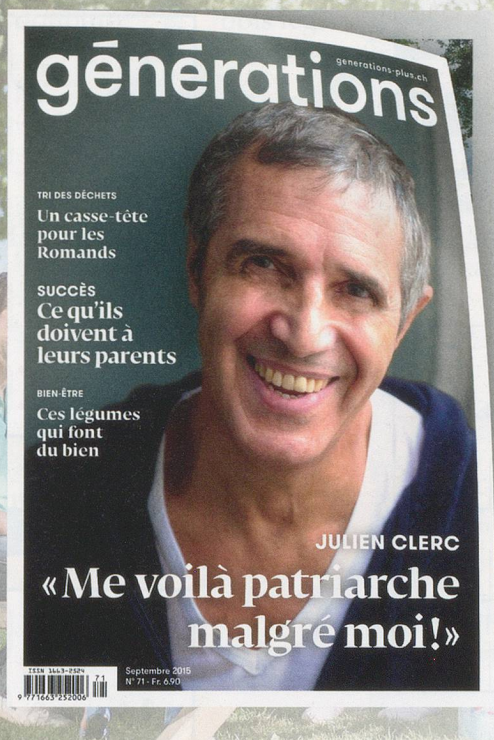 générations
generations-plus.ch
TRI DES DÉCHETS
Un casse-tête
pour les
Romands
SUCCÈS
Ce qu'ils
doivent à
leurs parents
BIEN-ÊTRE
Ces légumes
qui font
du bien
JULIEN CLERC
«Me voilà patriarche
malgré moi!»
ISSN 1663-2524
71
9 771663 252006
Septembre 2015
N° 71 - Fr. 6.90